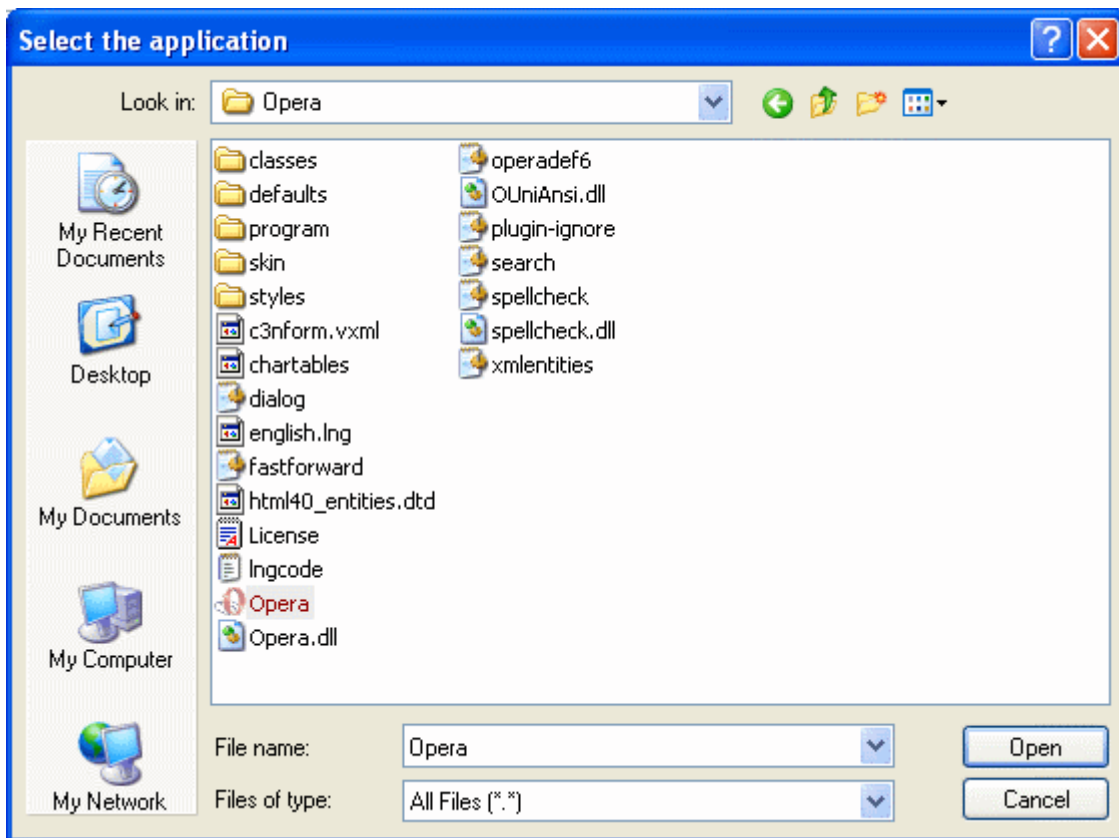 Select the application
Look in: Opera
My Recent
Documents
Desktop
My Documents
My Computer
My Network
classes
defaults
program
skin
styles
c3nform.vxml
chartables
dialog
english.lng
fastforward
html40_entities.dtd
License
lngcode
Opera
Opera.dll
operadef6
OUniAnsi.dll
plugin-ignore
search
spellcheck
spellcheck.dll
xmlentities
File name: Opera Open
Files of type: All Files (*.*) Cancel